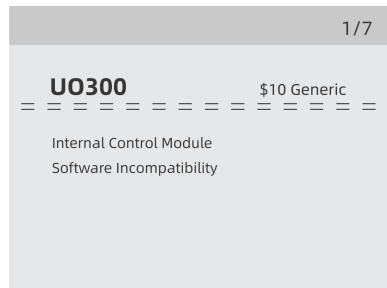 1/7
UO300 $10 Generic
Internal Control Module
Software Incompatibility